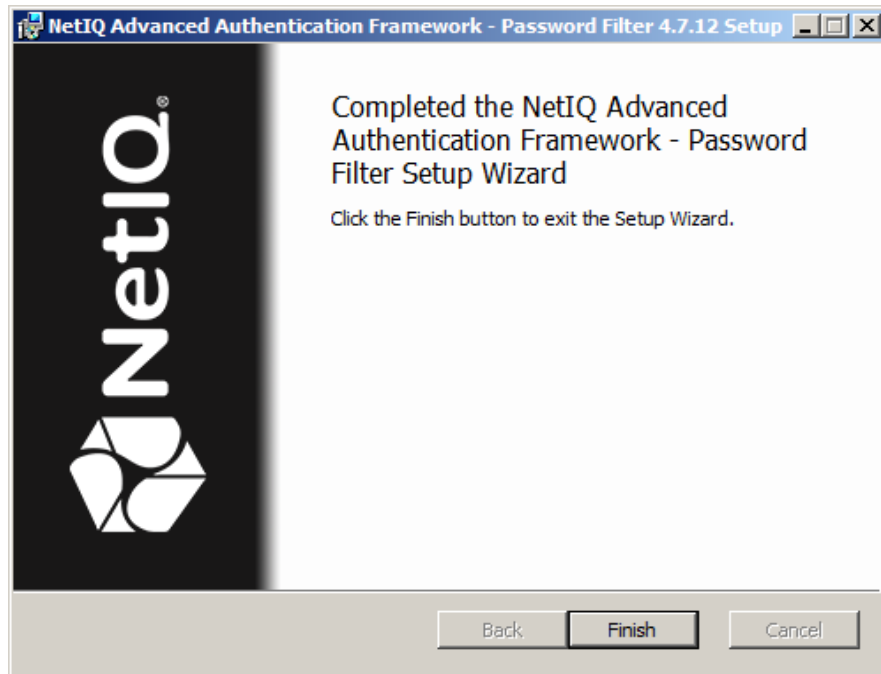 NetIQ Advanced Authentication Framework - Password Filter 4.7.12 Setup
NetIQ®
Completed the NetIQ Advanced
Authentication Framework - Password
Filter Setup Wizard
Click the Finish button to exit the Setup Wizard.
Back
Finish
Cancel